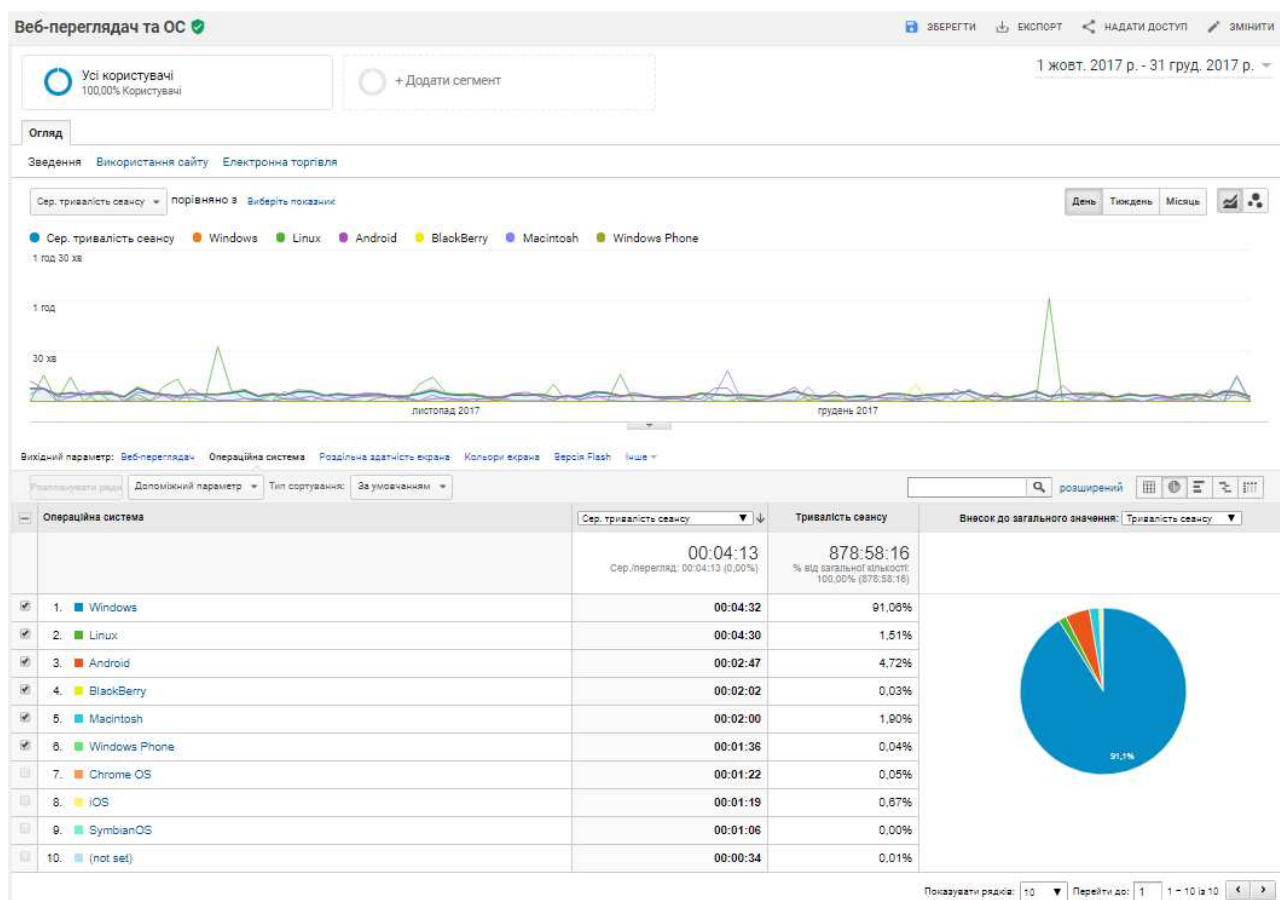 Веб-переглядач та ОС
ЗБЕРЕГТИ ЕКСПОРТ НАДАТИ ДОСТУП ЗМІНИТИ
Усі користувачі
100,00% Користувачі
+ Додати сегмент
1 жовт. 2017 р. - 31 груд. 2017 р.
Огляд
Зведення Використання сайту Електронна торгівля
Сер. тривалість сеансу порівняно з Виберіть показник
День Тиждень Місяць
Сер. тривалість сеансу Windows Linux Android BlackBerry Macintosh Windows Phone
1 год 30 хв
1 год
30 хв
листопад 2017 грудень 2017
Вихідний параметр: Веб-переглядач Операційна система Роздільна здатність екрана Кольори екрана Версія Flash Інше
Розпланувати ряди Допоміжний параметр Тип сортування: За умовчанням
розширений
Операційна система Сер. тривалість сеансу Тривалість сеансу Внесок до загального значення: Тривалість сеансу
00:04:13 878:58:16
Сер./перегляд: 00:04:13 (0,00%) % від загальної кількості:
100,00% (878:58:16)
1. Windows 00:04:32 91,06%
2. Linux 00:04:30 1,51%
3. Android 00:02:47 4,72%
4. BlackBerry 00:02:02 0,03%
5. Macintosh 00:02:00 1,90%
6. Windows Phone 00:01:36 0,04%
7. Chrome OS 00:01:22 0,05%
8. iOS 00:01:19 0,67%
9. SymbianOS 00:01:06 0,00%
10. (not set) 00:00:34 0,01%
91,1%
Показувати рядків: 10 Перейти до: 1 1 – 10 із 10